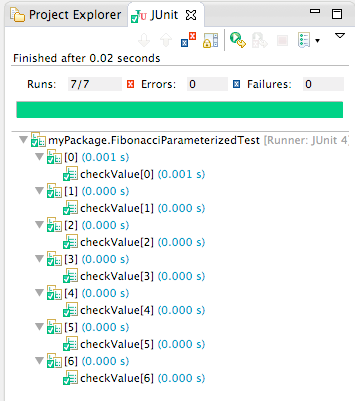 Project Explorer JUnit
Finished after 0.02 seconds
Runs: 7/7 Errors: 0 Failures: 0
myPackage.FibonacciParameterizedTest [Runner: JUnit 4]
[0] (0.001 s)
checkValue[0] (0.001 s)
[1] (0.000 s)
checkValue[1] (0.000 s)
[2] (0.000 s)
checkValue[2] (0.000 s)
[3] (0.000 s)
checkValue[3] (0.000 s)
[4] (0.000 s)
checkValue[4] (0.000 s)
[5] (0.000 s)
checkValue[5] (0.000 s)
[6] (0.000 s)
checkValue[6] (0.000 s)